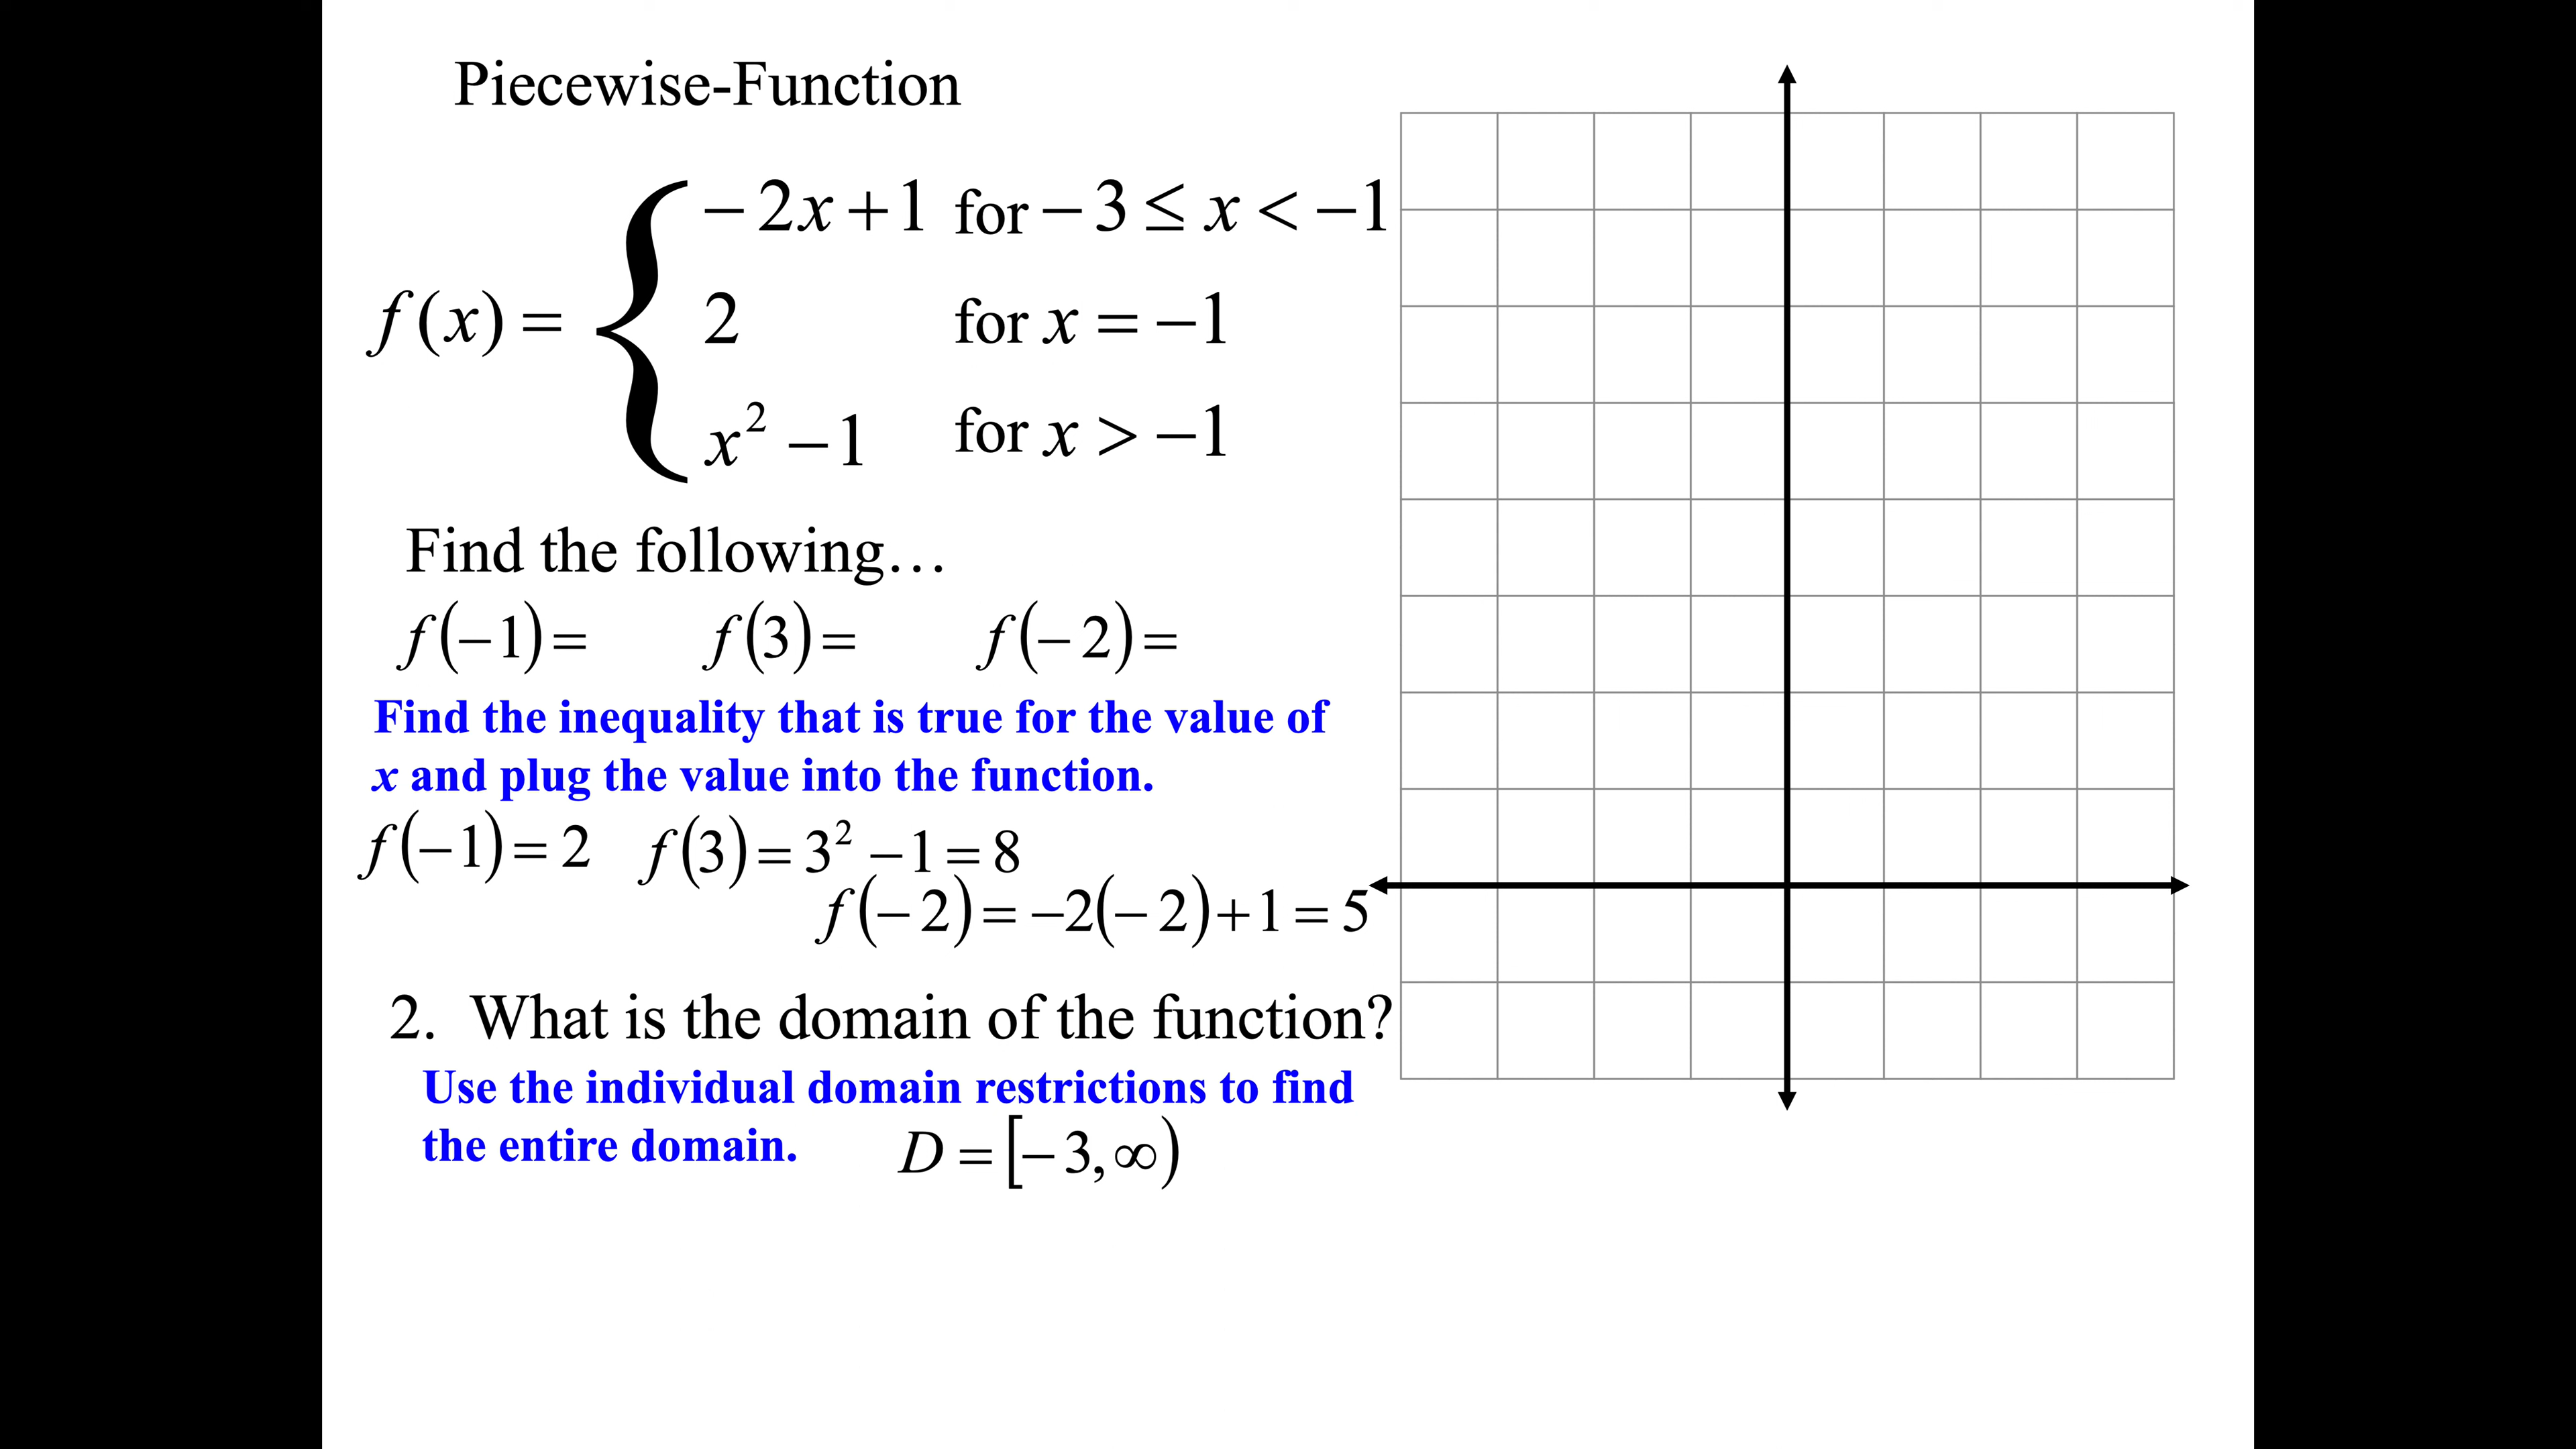 Piecewise-Function
f(x) = { −2x+1 for −3 ≤ x < −1
2 for x = −1
x² −1 for x > −1
Find the following…
f(−1)= f(3)= f(−2)=
Find the inequality that is true for the value of
x and plug the value into the function.
f(−1)= 2 f(3)= 3² −1= 8
f(−2)= −2(−2)+1= 5
2. What is the domain of the function?
Use the individual domain restrictions to find
the entire domain. D = [−3,∞)